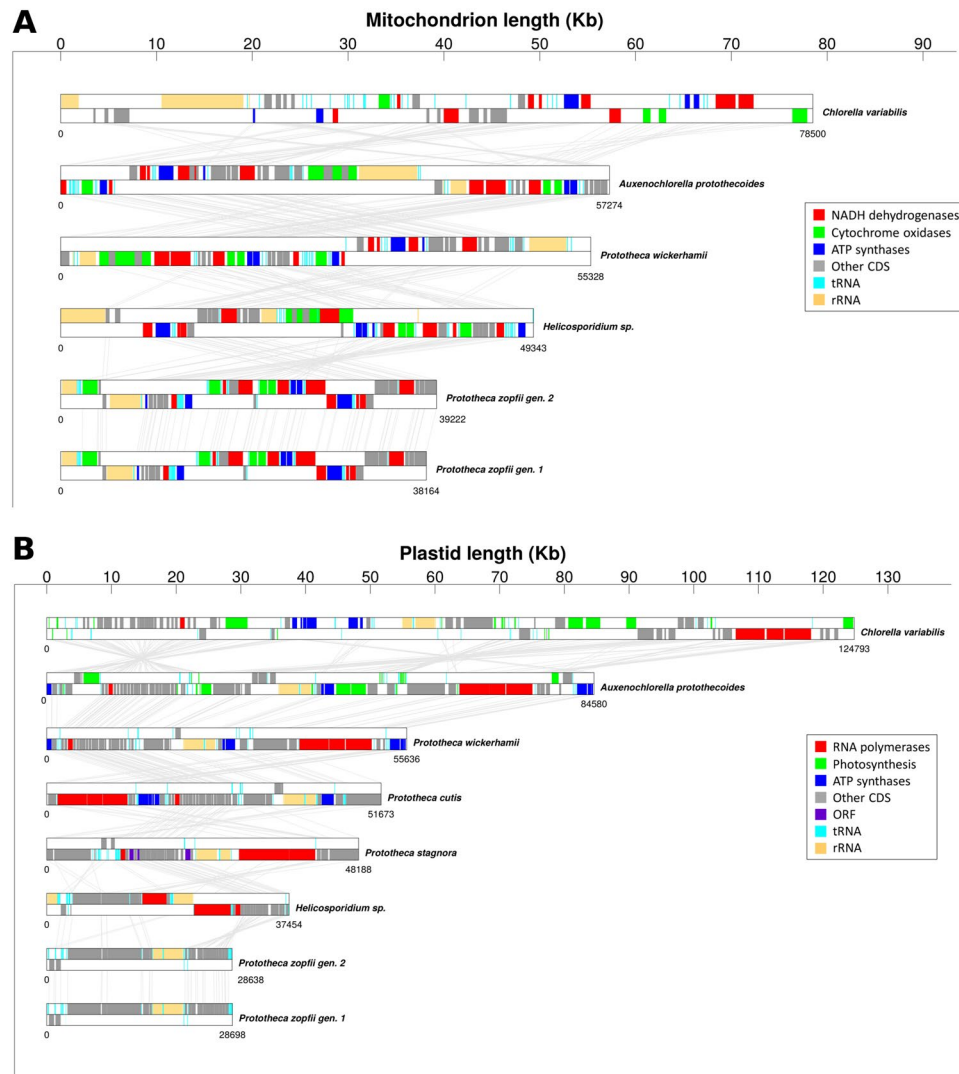 A
Mitochondrion length (Kb)
0 10 20 30 40 50 60 70 80 90
Chlorella variabilis
0 78500
Auxenochlorella protothecoides
0 57274
NADH dehydrogenases
Cytochrome oxidases
ATP synthases
Other CDS
tRNA
rRNA
Prototheca wickerhamii
0 55328
Helicosporidium sp.
0 49343
Prototheca zopfii gen. 2
0 39222
Prototheca zopfii gen. 1
0 38164
B
Plastid length (Kb)
0 10 20 30 40 50 60 70 80 90 100 110 120 130
Chlorella variabilis
0 124793
Auxenochlorella protothecoides
0 84580
Prototheca wickerhamii
0 55636
RNA polymerases
Photosynthesis
ATP synthases
Other CDS
ORF
tRNA
rRNA
Prototheca cutis
0 51673
Prototheca stagnora
0 48188
Helicosporidium sp.
0 37454
Prototheca zopfii gen. 2
0 28638
Prototheca zopfii gen. 1
0 28698